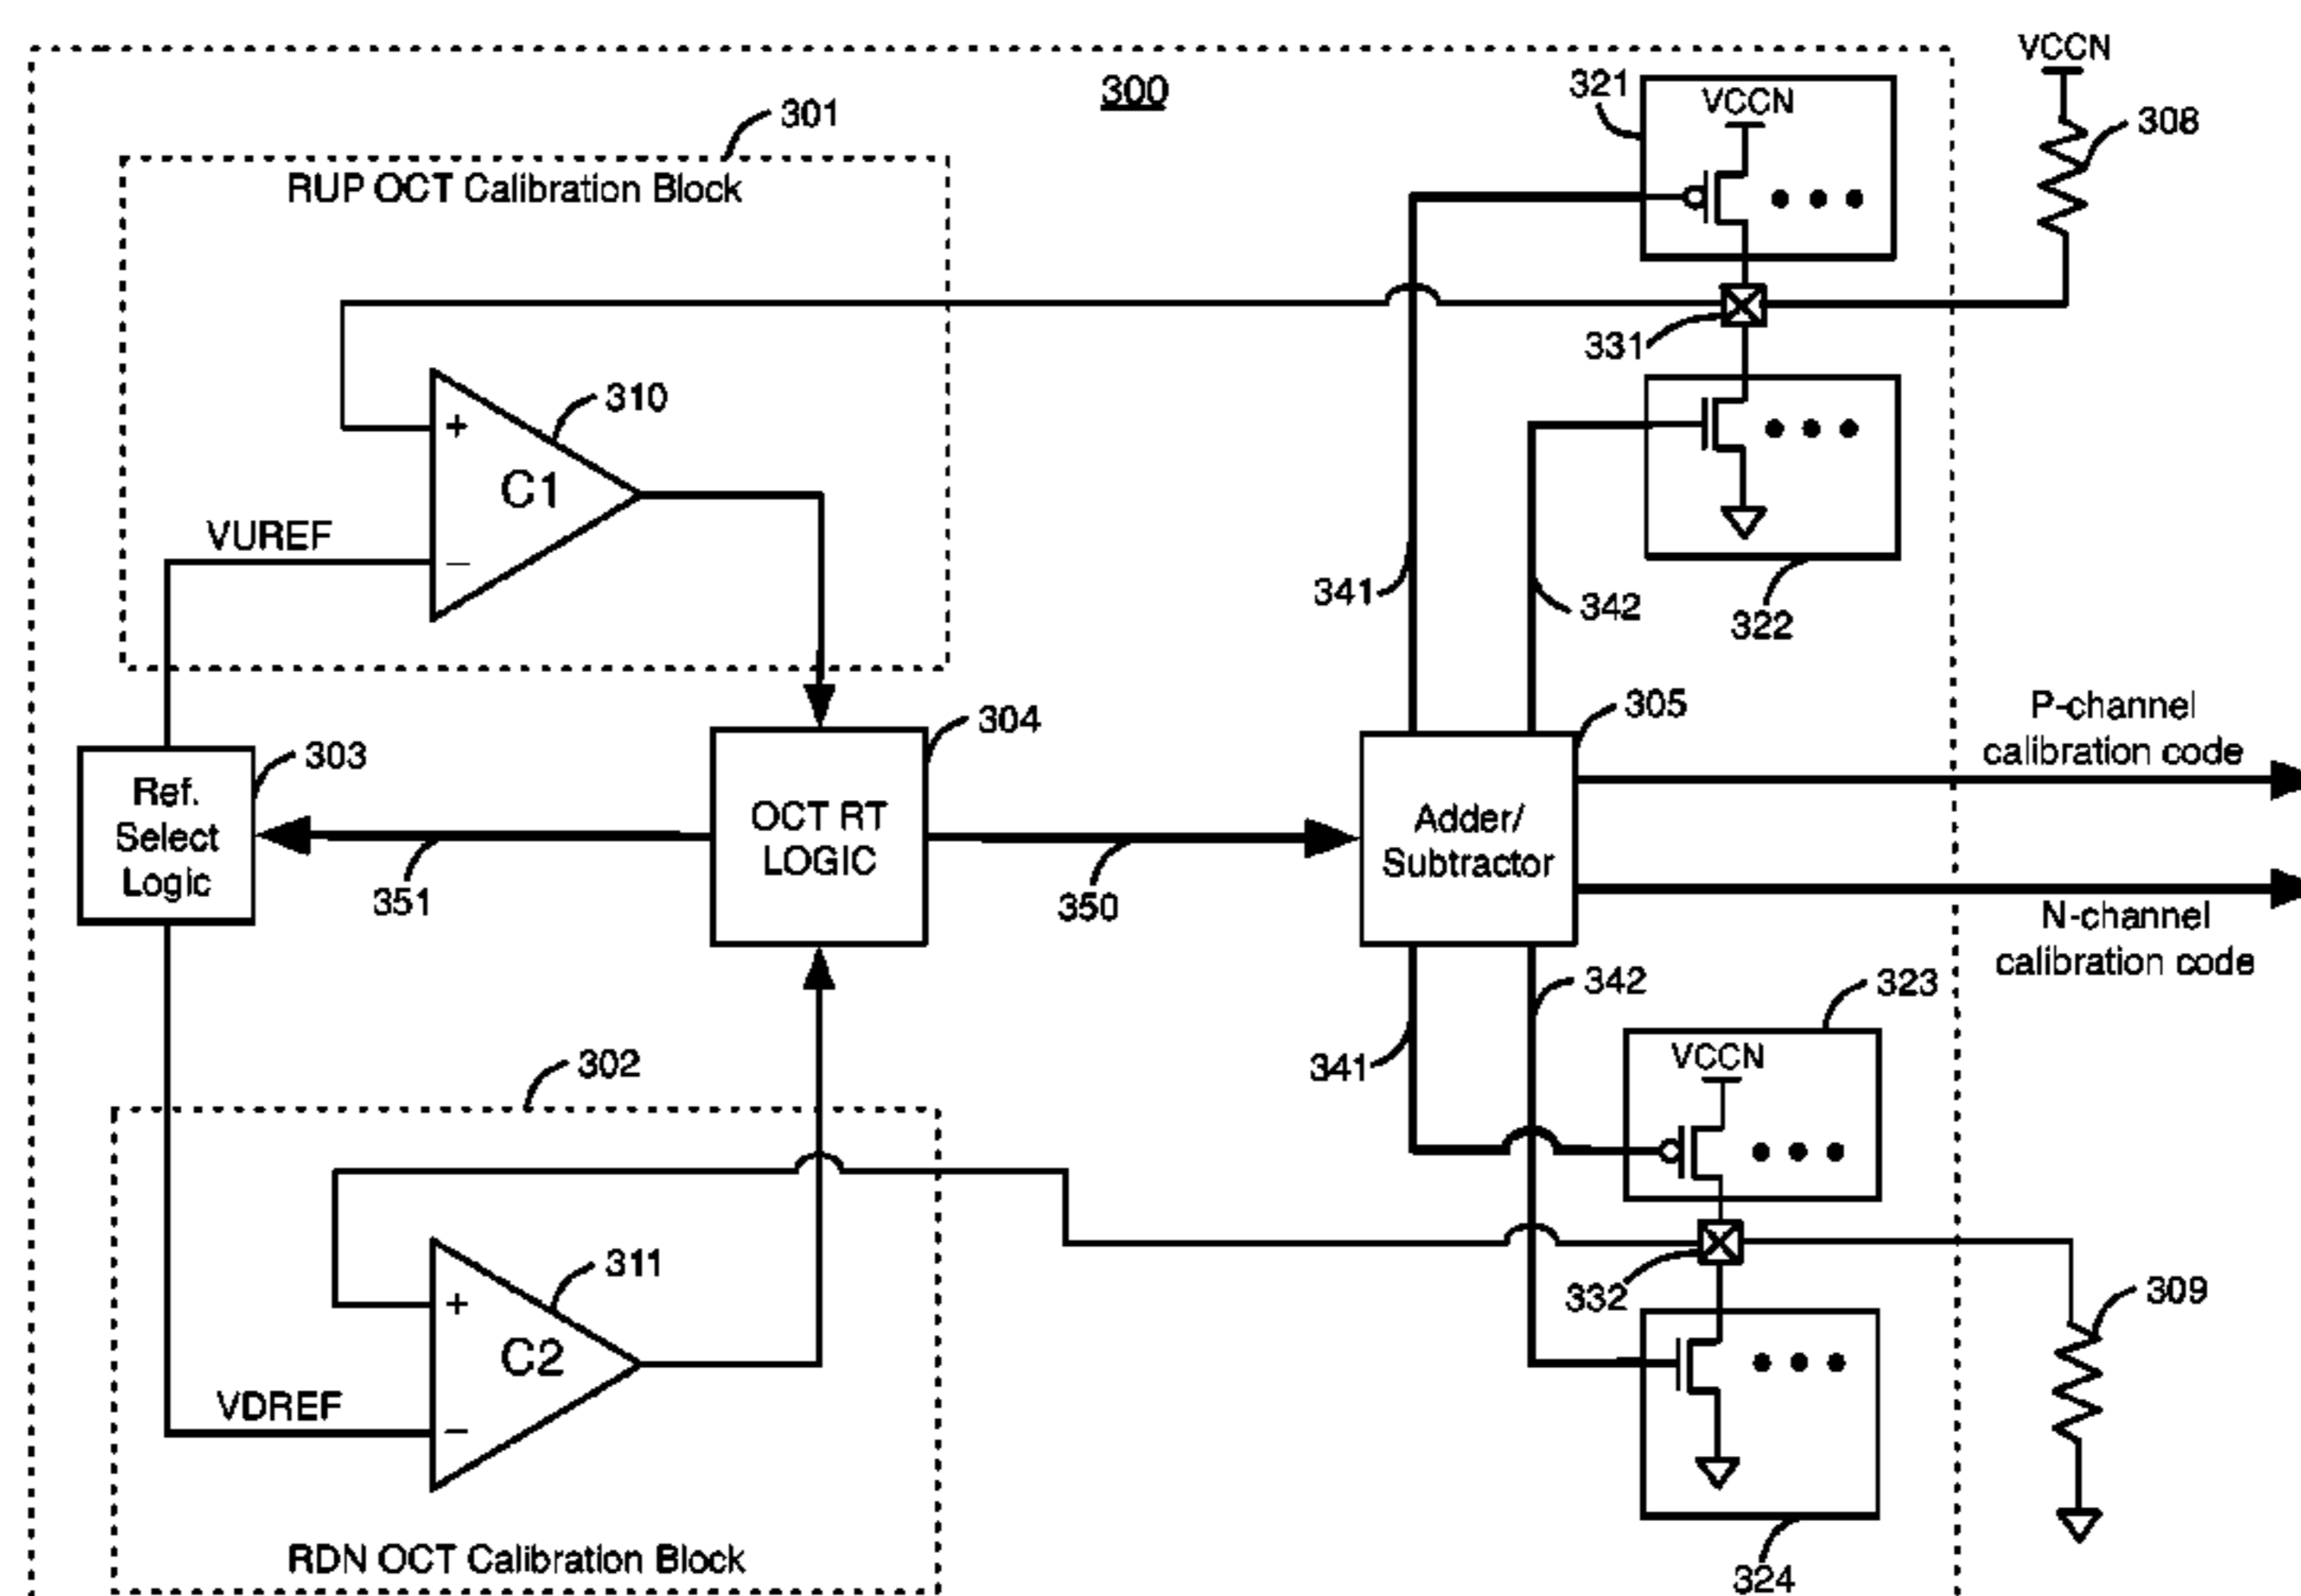 300
VCCN
301
321
VCCN
308
RUP OCT Calibration Block
331
310
+
C1
VUREF
–
341
342
322
303
304
305
P-channel
calibration code
Ref.
Select
Logic
OCT RT
LOGIC
Adder/
Subtractor
351
350
N-channel
calibration code
342
323
302
341
VCCN
311
+
C2
332
309
VDREF
–
RDN OCT Calibration Block
324